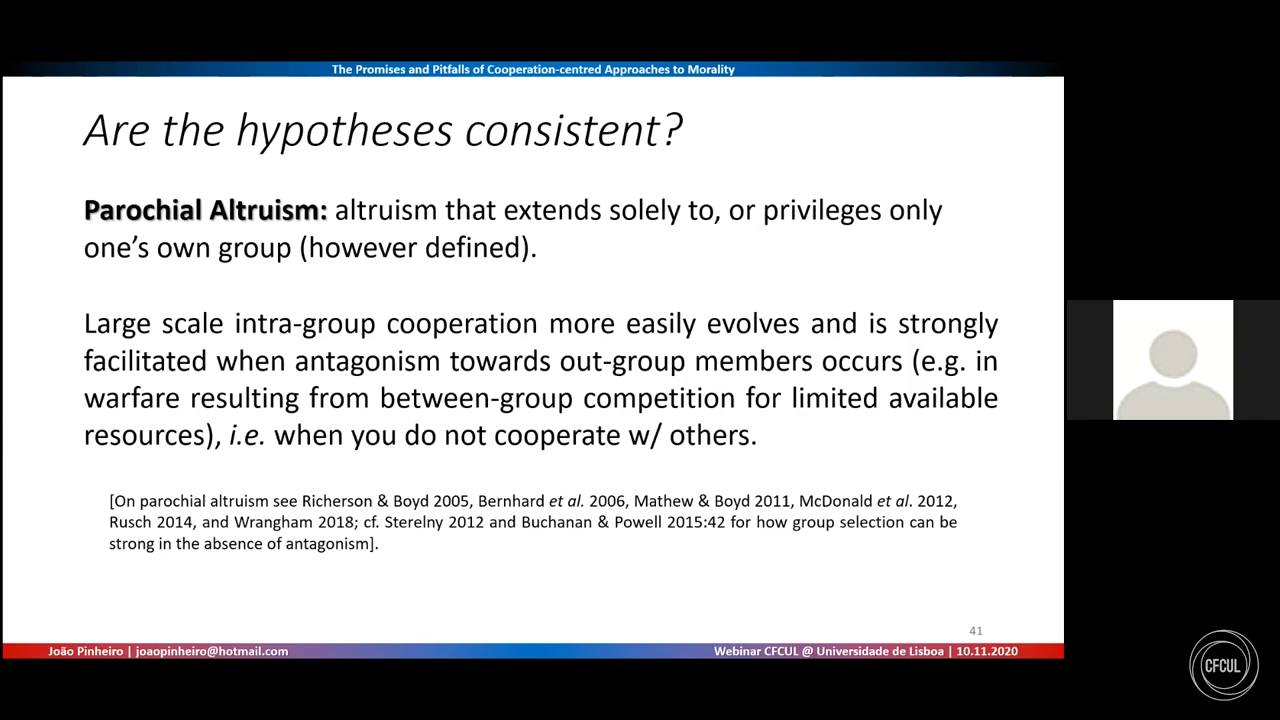 The Promises and Pitfalls of Cooperation-centred Approaches to Morality
Are the hypotheses consistent?
Parochial Altruism: altruism that extends solely to, or privileges only
one's own group (however defined).
Large scale intra-group cooperation more easily evolves and is strongly
facilitated when antagonism towards out-group members occurs (e.g. in
warfare resulting from between-group competition for limited available
resources), i.e. when you do not cooperate w/ others.
[On parochial altruism see Richerson & Boyd 2005, Bernhard et al. 2006, Mathew & Boyd 2011, McDonald et al. 2012,
Rusch 2014, and Wrangham 2018; cf. Sterelny 2012 and Buchanan & Powell 2015:42 for how group selection can be
strong in the absence of antagonism].
41
João Pinheiro | joaopinheiro@hotmail.com
Webinar CFCUL @ Universidade de Lisboa | 10.11.2020
CFCUL